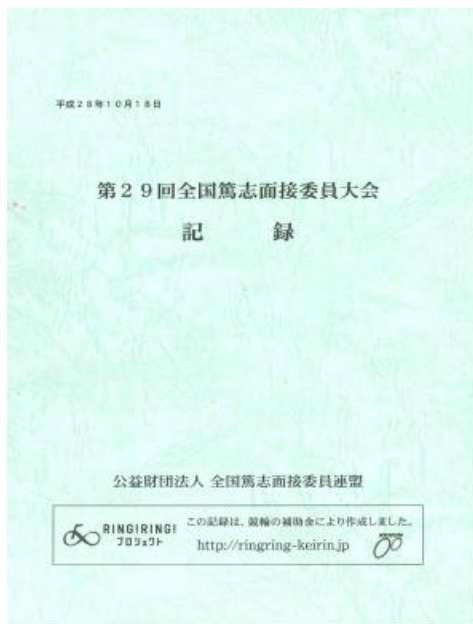 平成28年10月18日
第29回全国篤志面接委員大会
記 録
公益財団法人 全国篤志面接委員連盟
RING!RING!
プロジェクト
この記録は、競輪の補助金により作成しました。
http://ringring-keirin.jp